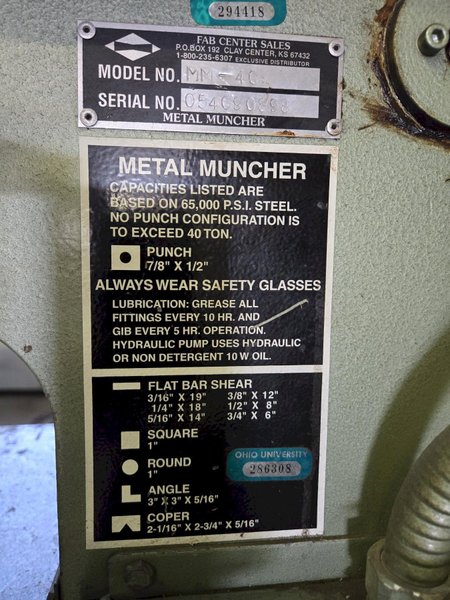 294418
FAB CENTER SALES
P.O.BOX 192 CLAY CENTER, KS 67432
1-800-235-6307 EXCLUSIVE DISTRIBUTOR
MODEL NO.
SERIAL NO.
METAL MUNCHER
METAL MUNCHER
CAPACITIES LISTED ARE
BASED ON 65,000 P.S.I. STEEL.
NO PUNCH CONFIGURATION IS
TO EXCEED 40 TON.
PUNCH
7/8" X 1/2"
ALWAYS WEAR SAFETY GLASSES
LUBRICATION: GREASE ALL
FITTINGS EVERY 10 HR. AND
GIB EVERY 5 HR. OPERATION.
HYDRAULIC PUMP USES HYDRAULIC
OR NON DETERGENT 10 W OIL.
FLAT BAR SHEAR
3/16" X 19" 3/8" X 12"
1/4" X 18" 1/2" X 8"
5/16" X 14" 3/4" X 6"
SQUARE
1"
ROUND
1"
OHIO UNIVERSITY
286308
ANGLE
3" X 3" X 5/16"
COPER
2-1/16" X 2-3/4" X 5/16"